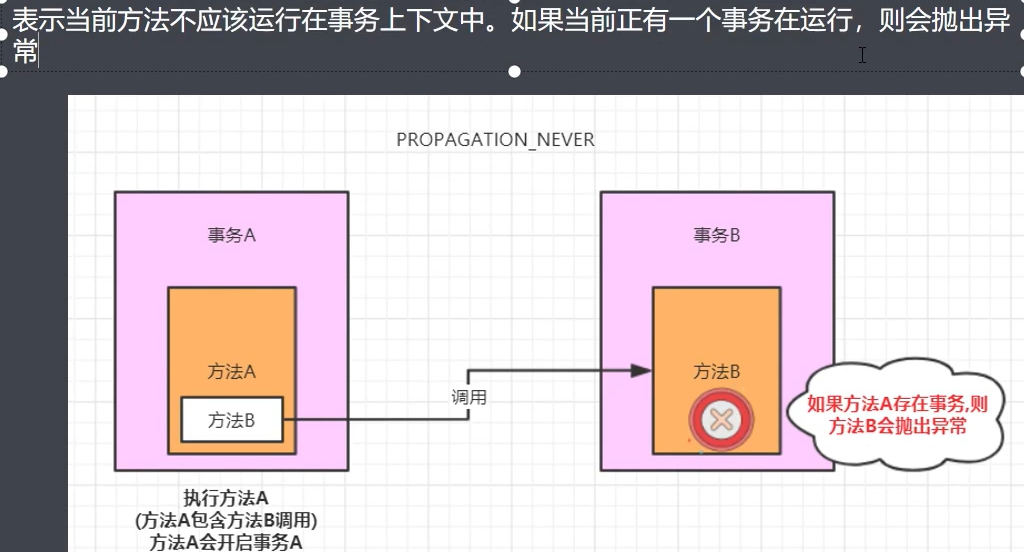 表示当前方法不应该运行在事务上下文中。如果当前正有一个事务在运行，则会抛出异
常
PROPAGATION_NEVER
事务A
事务B
方法A
方法B
调用
方法B
如果方法A存在事务,则
方法B会抛出异常
执行方法A
(方法A包含方法B调用)
方法A会开启事务A